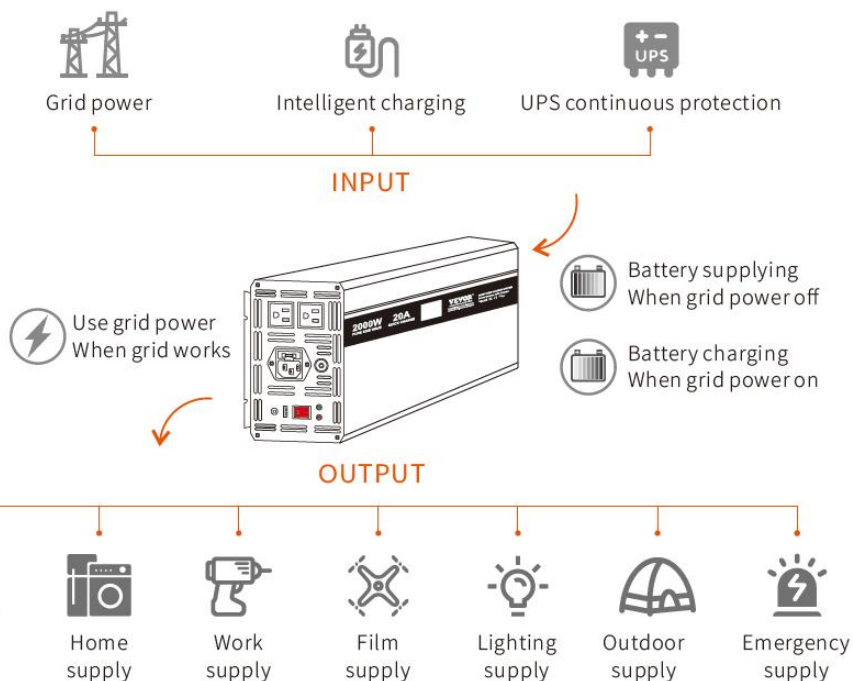 UPS
Grid power
Intelligent charging
UPS continuous protection
INPUT
Battery supplying
When grid power off
Use grid power
When grid works
2000W
20A
VEVOR
Battery charging
When grid power on
OUTPUT
Home
supply
Work
supply
Film
supply
Lighting
supply
Outdoor
supply
Emergency
supply